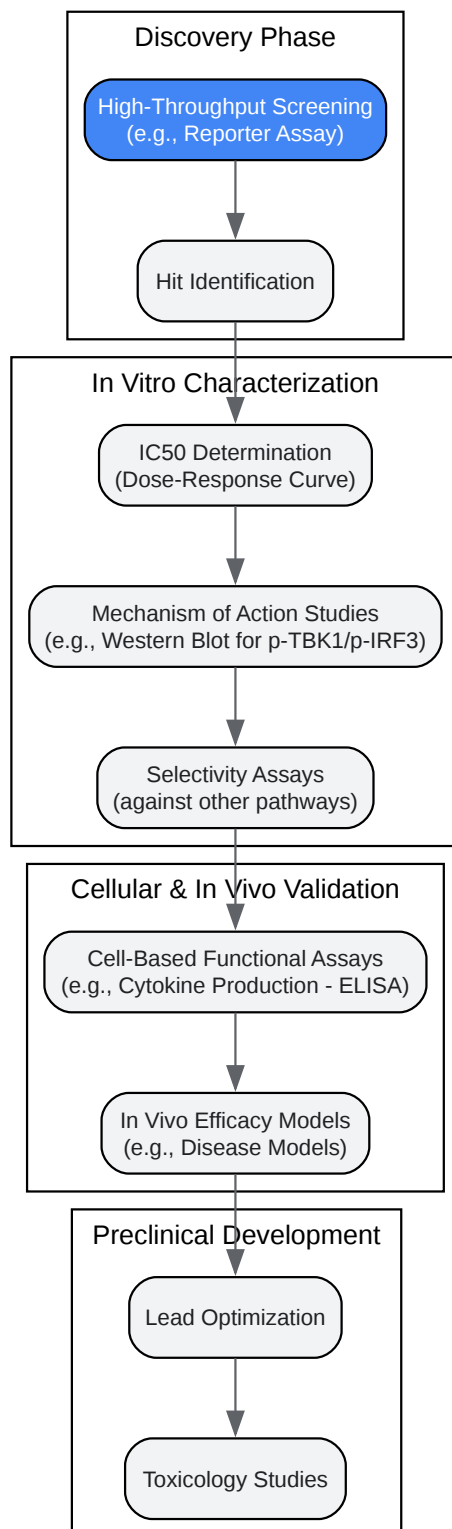 Discovery Phase
High-Throughput Screening
(e.g., Reporter Assay)
Hit Identification
In Vitro Characterization
IC50 Determination
(Dose-Response Curve)
Mechanism of Action Studies
(e.g., Western Blot for p-TBK1/p-IRF3)
Selectivity Assays
(against other pathways)
Cellular & In Vivo Validation
Cell-Based Functional Assays
(e.g., Cytokine Production - ELISA)
In Vivo Efficacy Models
(e.g., Disease Models)
Preclinical Development
Lead Optimization
Toxicology Studies